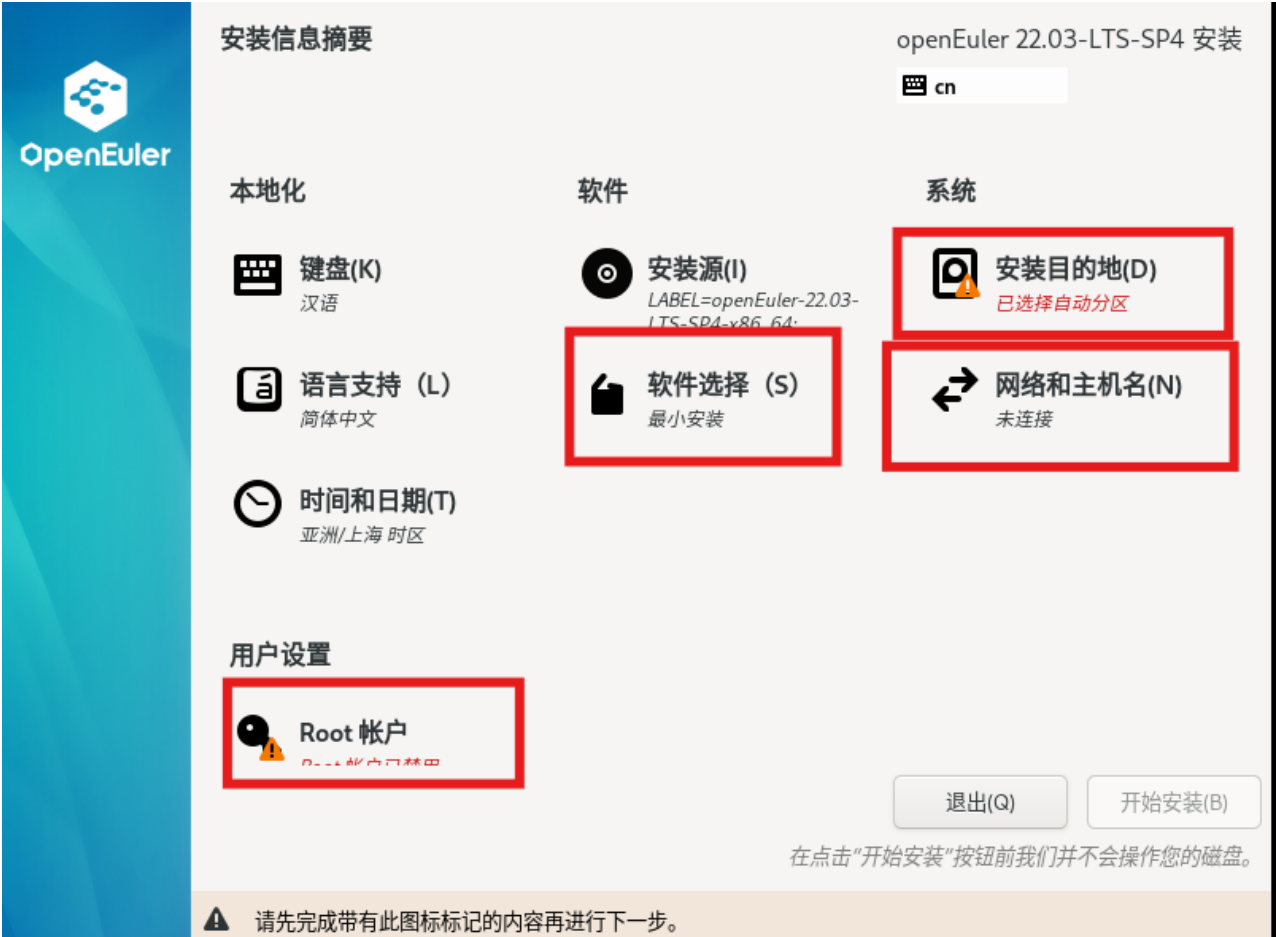 安装信息摘要
openEuler 22.03-LTS-SP4 安装
cn
OpenEuler
本地化
键盘(K)
汉语
语言支持（L）
简体中文
时间和日期(T)
亚洲/上海 时区
软件
安装源(I)
LABEL=openEuler-22.03-
LTS-SP4-x86_64:
软件选择（S）
最小安装
系统
安装目的地(D)
已选择自动分区
网络和主机名(N)
未连接
用户设置
Root 帐户
Root 帐户已禁用
退出(Q)
开始安装(B)
在点击"开始安装"按钮前我们并不会操作您的磁盘。
请先完成带有此图标标记的内容再进行下一步。